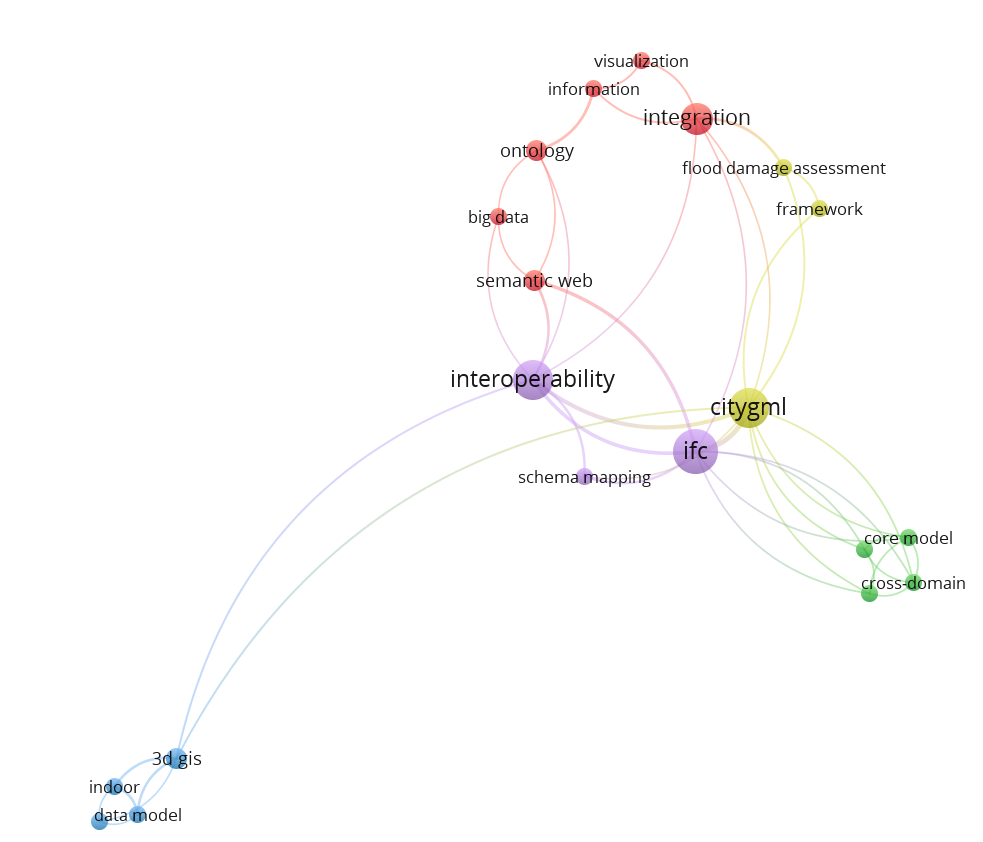 visualization
information
integration
ontology
flood damage assessment
framework
big data
semantic web
interoperability
citygml
ifc
schema mapping
core model
cross-domain
3d gis
indoor
data model